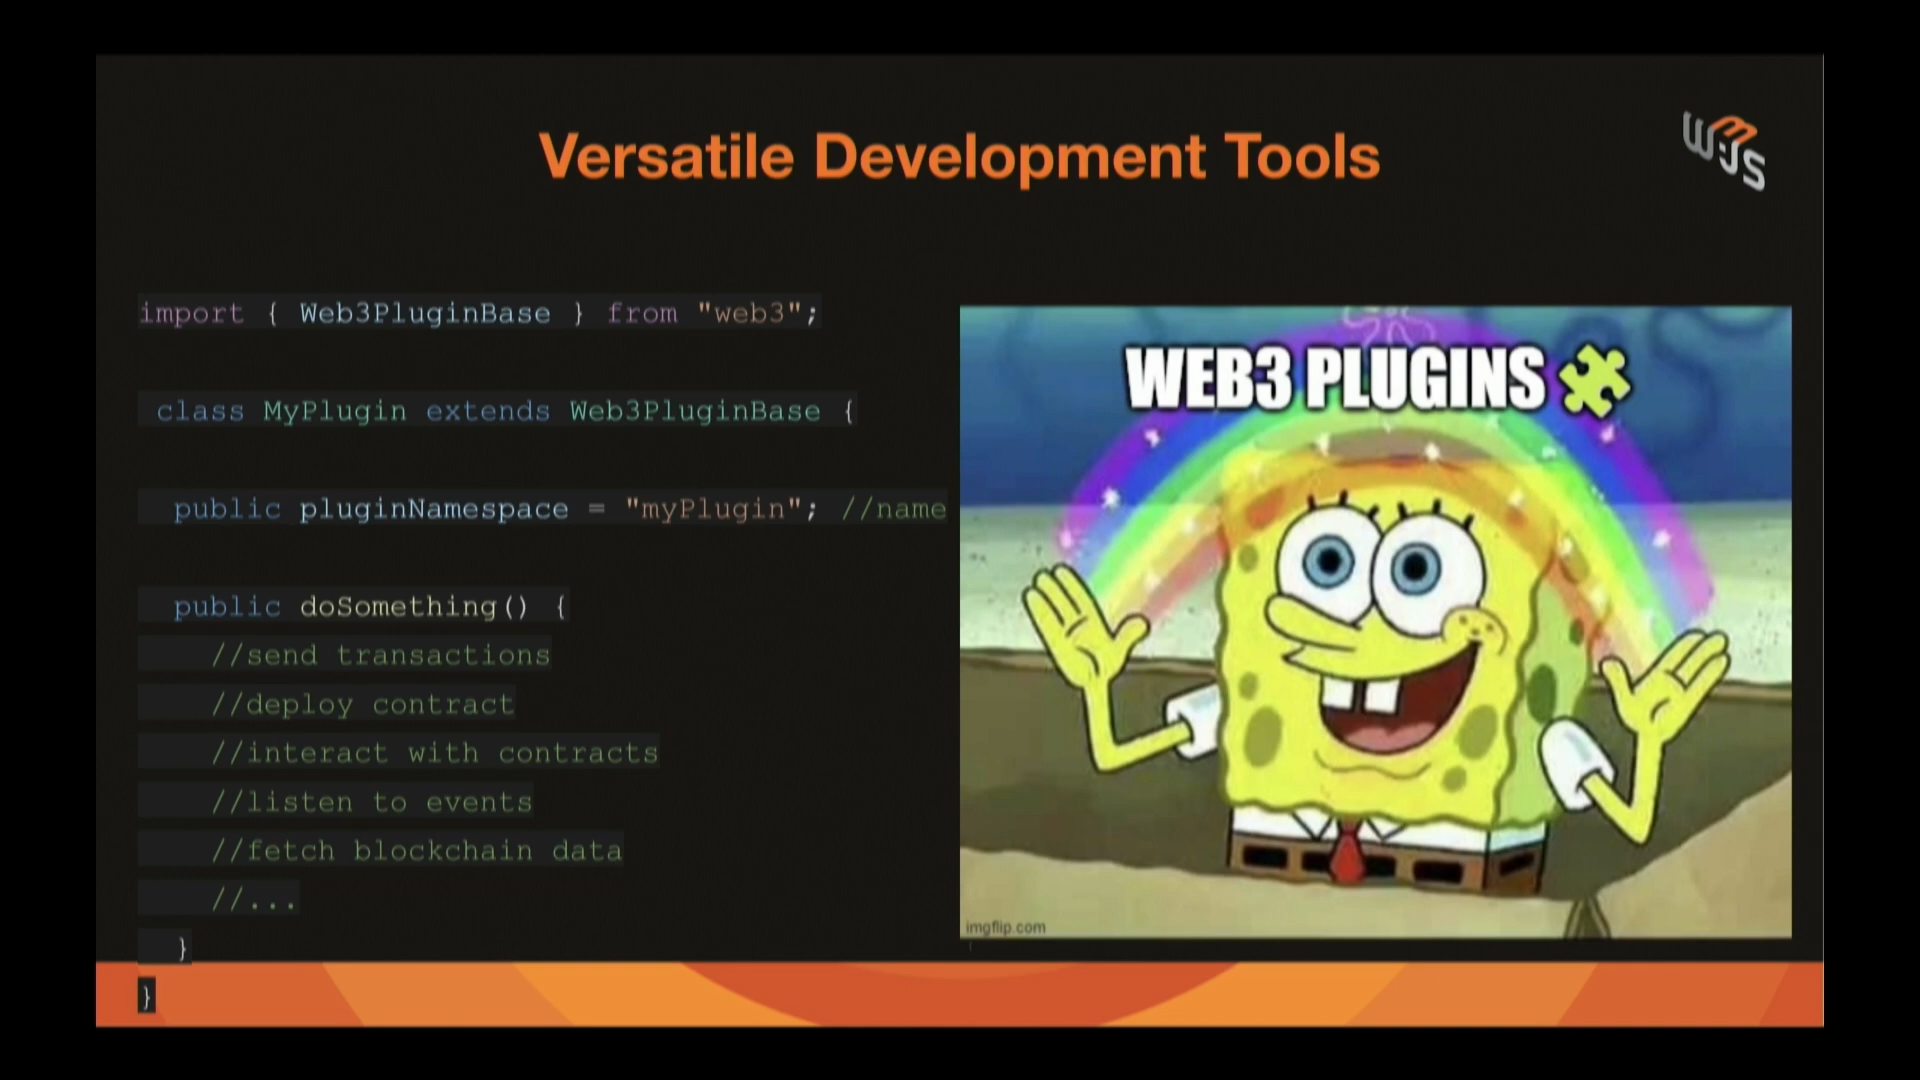 Versatile Development Tools
W3JS
import { Web3PluginBase } from "web3";
class MyPlugin extends Web3PluginBase {
public pluginNamespace = "myPlugin"; //name
public doSomething() {
//send transactions
//deploy contract
//interact with contracts
//listen to events
//fetch blockchain data
//...
}
}
WEB3 PLUGINS
imgflip.com